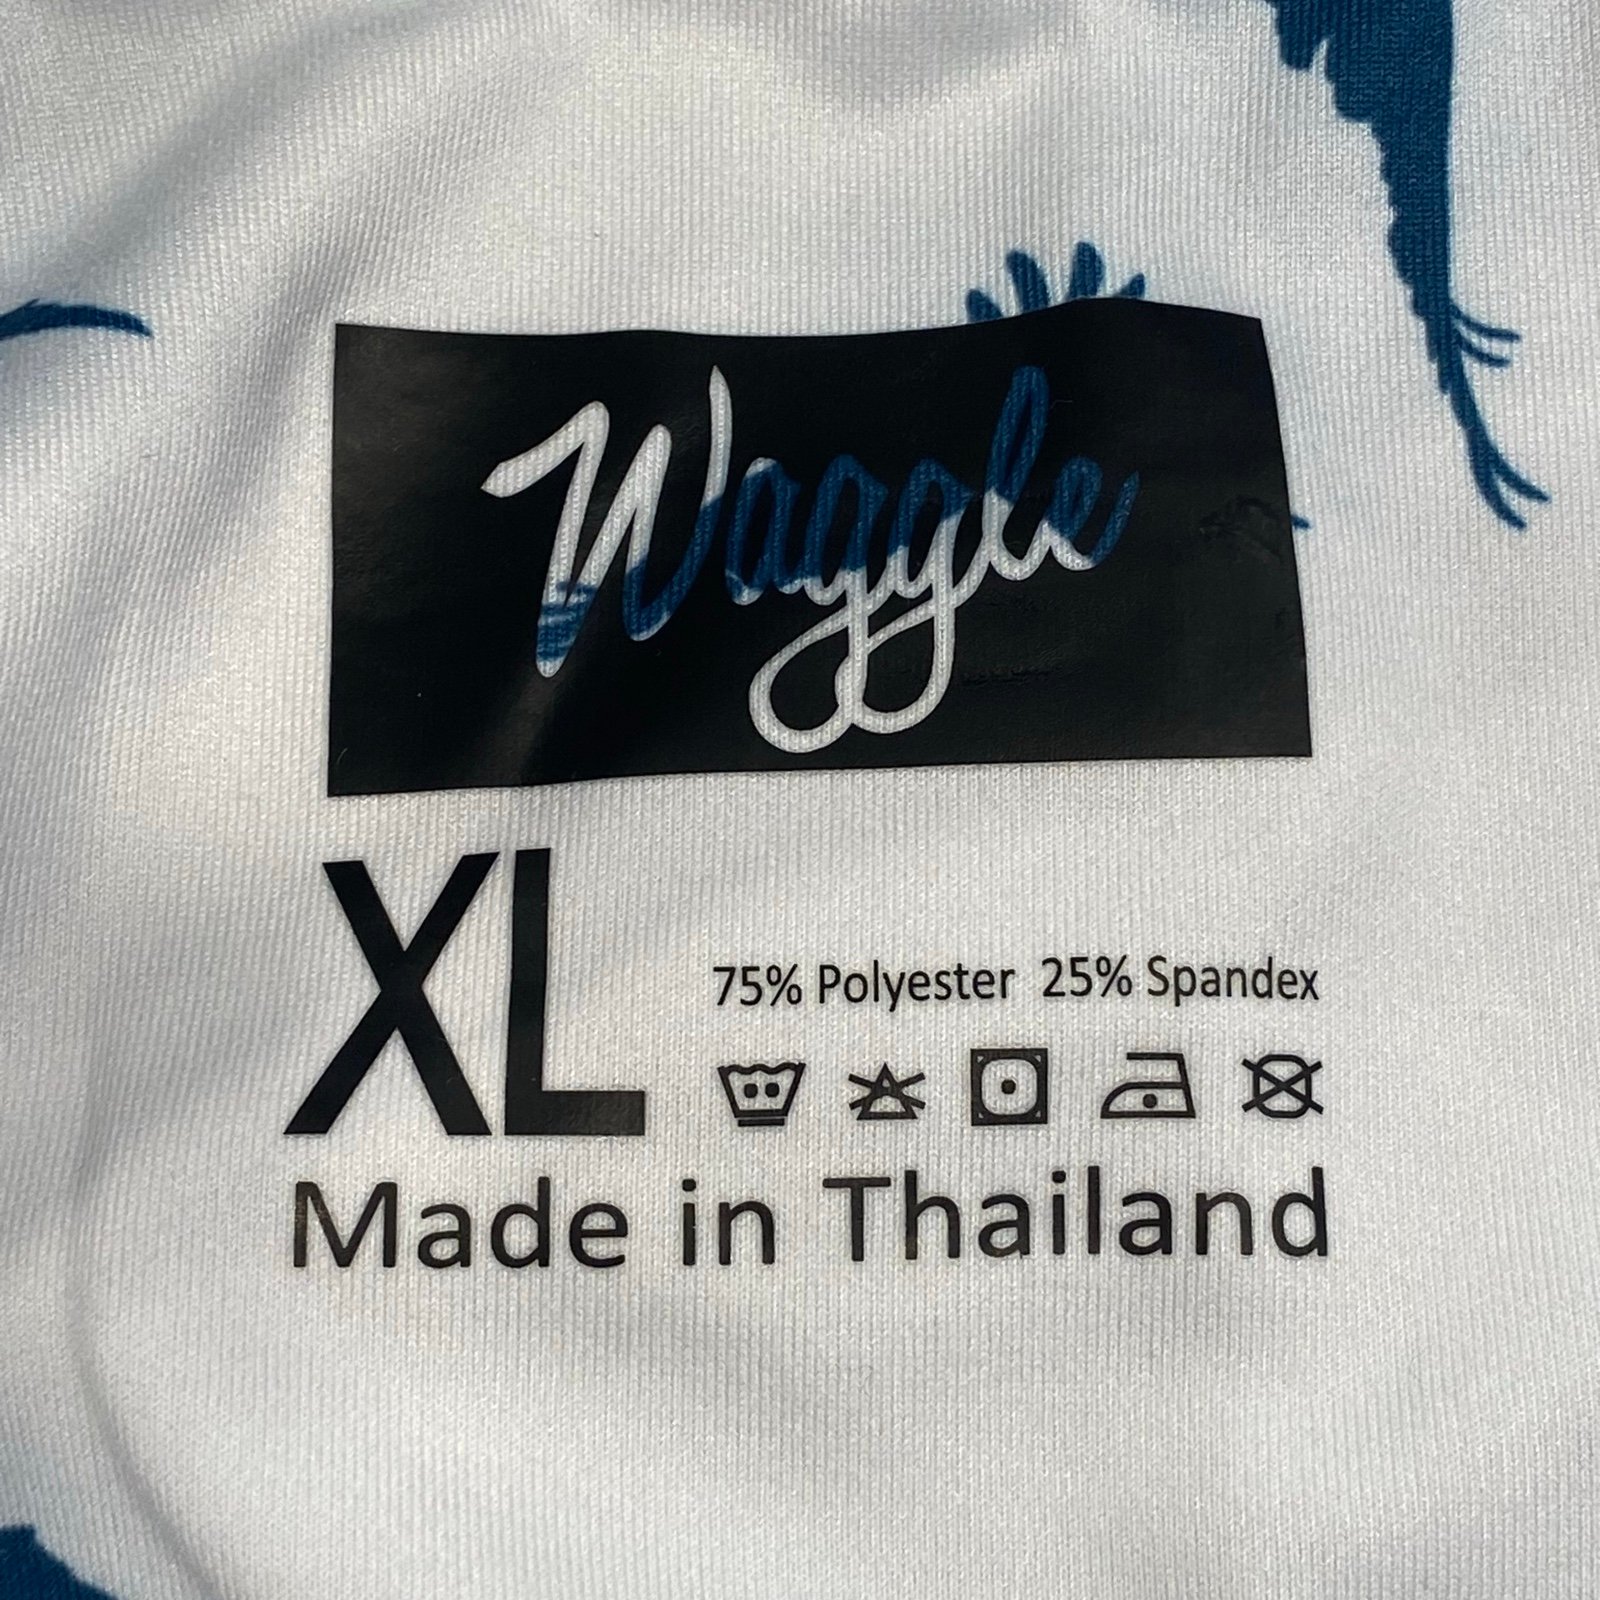 Waggle
XL
75% Polyester 25% Spandex
Made in Thailand